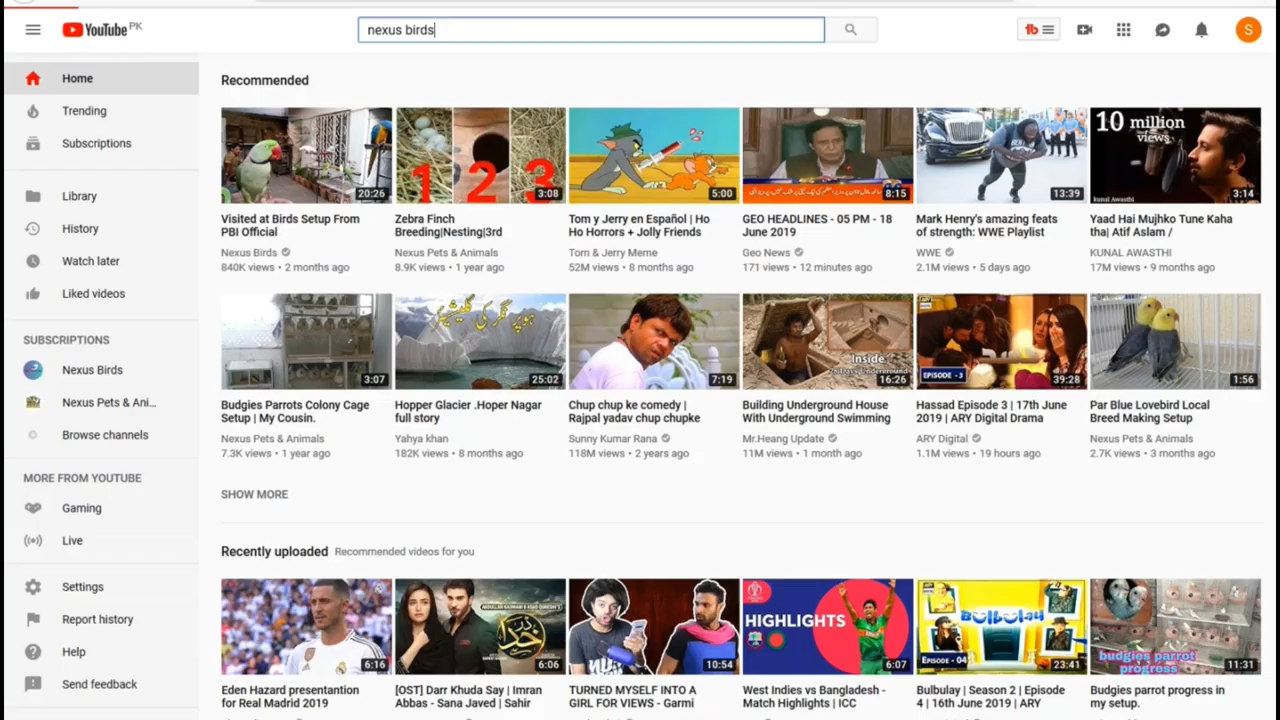 YouTube PK
nexus birds
tb
S
Home
Trending
Subscriptions
Library
History
Watch later
Liked videos
SUBSCRIPTIONS
Nexus Birds
Nexus Pets & Ani...
Browse channels
MORE FROM YOUTUBE
Gaming
Live
Settings
Report history
Help
Send feedback
Recommended
20:26
Visited at Birds Setup From
PBI Official
Nexus Birds
840K views • 2 months ago
1 2 3
3:08
Zebra Finch
Breeding|Nesting|3rd
Nexus Pets & Animals
8.9K views • 1 year ago
5:00
Tom y Jerry en Español | Ho
Ho Horrors + Jolly Friends
Tom & Jerry Meme
52M views • 8 months ago
8:15
GEO HEADLINES - 05 PM - 18
June 2019
Geo News
171 views • 12 minutes ago
13:39
Mark Henry's amazing feats
of strength: WWE Playlist
WWE
2.1M views • 5 days ago
10 million
views
kunal Awasthi
3:14
Yaad Hai Mujhko Tune Kaha
tha| Atif Aslam /
KUNAL AWASTHI
17M views • 9 months ago
3:07
Budgies Parrots Colony Cage
Setup | My Cousin.
Nexus Pets & Animals
7.3K views • 1 year ago
ہوپر نگر کی گلیشیئر
25:02
Hopper Glacier .Hoper Nagar
full story
Yahya khan
182K views • 8 months ago
7:19
Chup chup ke comedy |
Rajpal yadav chup chupke
Sunny Kumar Rana
118M views • 2 years ago
Inside
16:26
Building Underground House
With Underground Swimming
Mr.Heang Update
11M views • 1 month ago
EPISODE - 3
39:28
Hassad Episode 3 | 17th June
2019 | ARY Digital Drama
ARY Digital
1.1M views • 19 hours ago
1:56
Par Blue Lovebird Local
Breed Making Setup
Nexus Pets & Animals
2.7K views • 3 months ago
SHOW MORE
Recently uploaded Recommended videos for you
6:16
Eden Hazard presentantion
for Real Madrid 2019
6:06
[OST] Darr Khuda Say | Imran
Abbas - Sana Javed | Sahir
10:54
TURNED MYSELF INTO A
GIRL FOR VIEWS - Garmi
HIGHLIGHTS
6:07
West Indies vs Bangladesh -
Match Highlights | ICC
BULBULAY
EPISODE - 04
23:41
Bulbulay | Season 2 | Episode
4 | 16th June 2019 | ARY
budgies parrot
progress
11:31
Budgies parrot progress in
my setup.